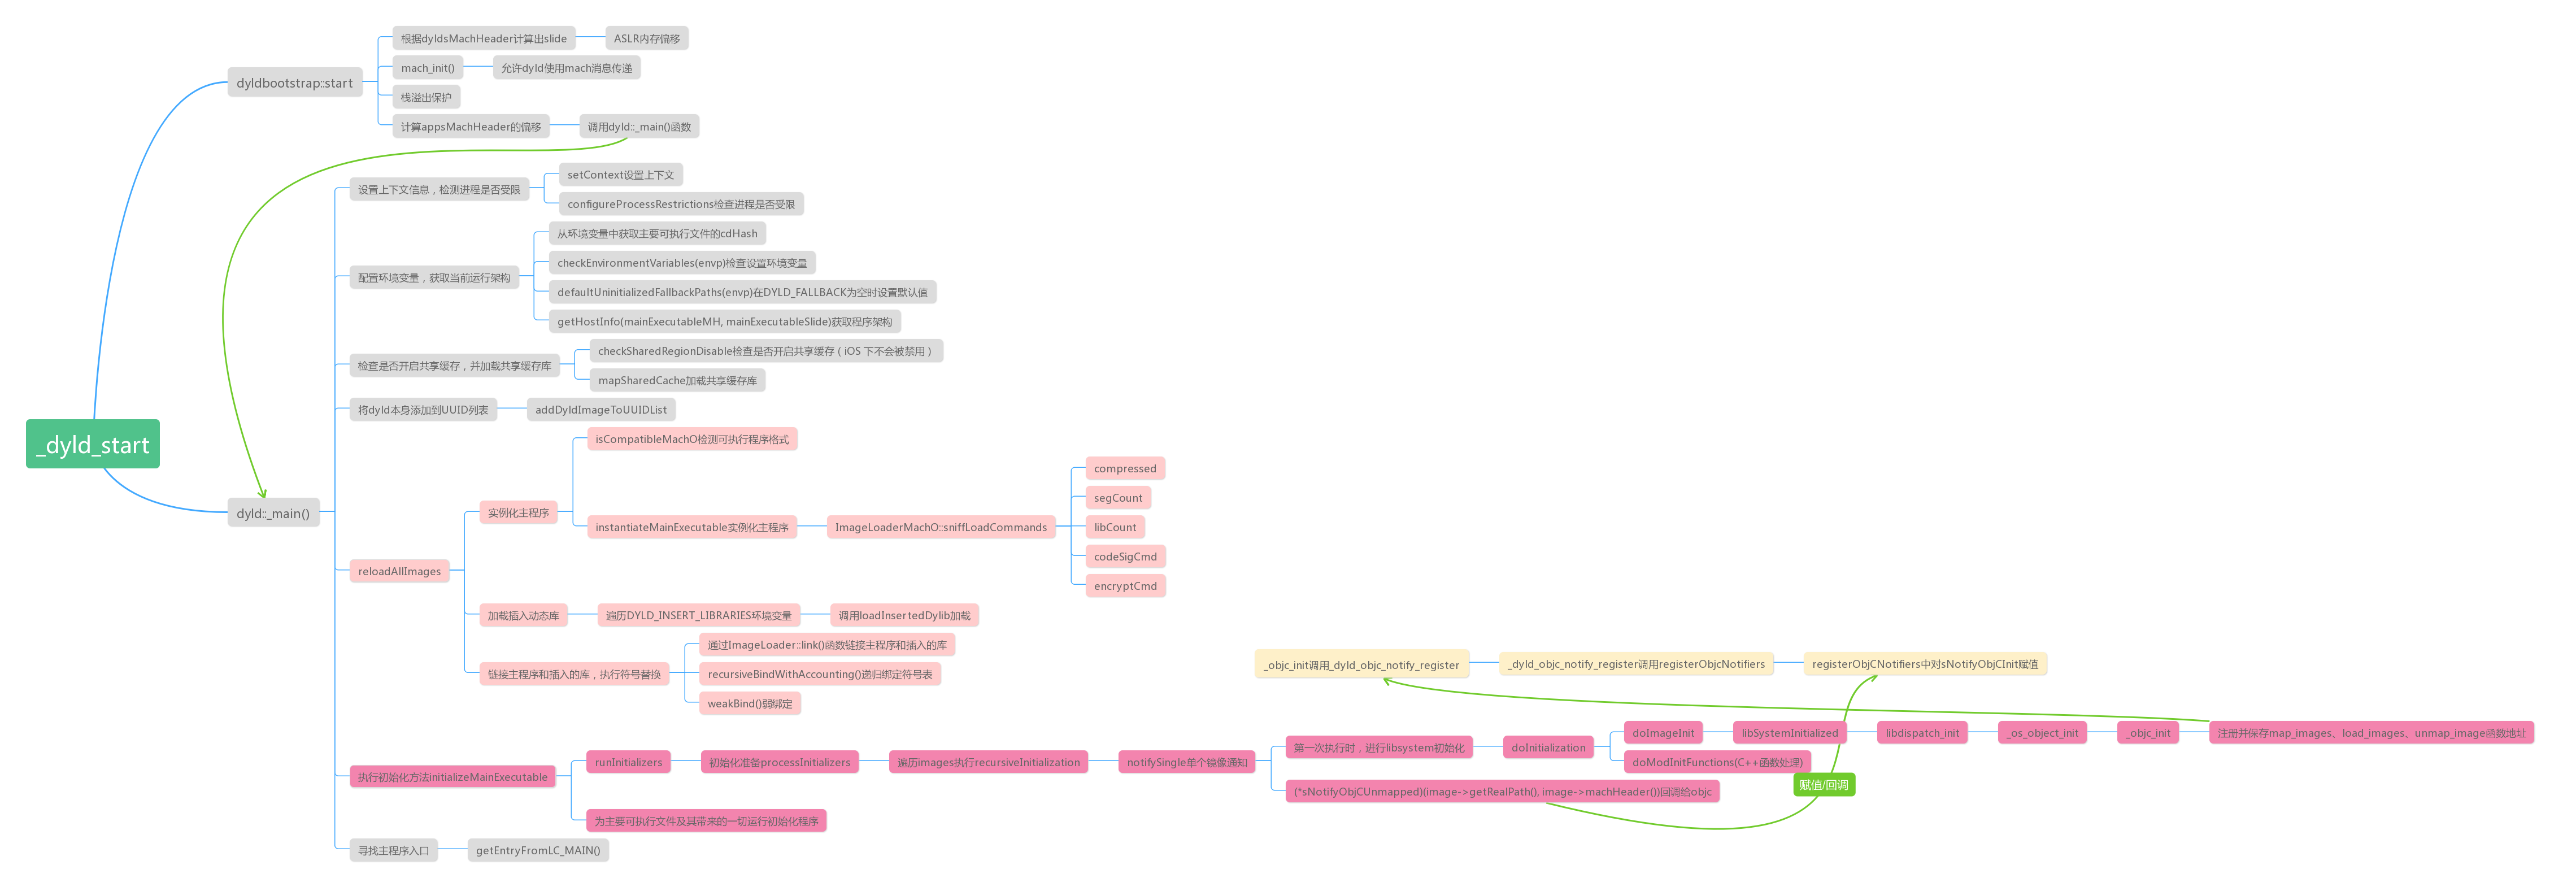 _dyld_start
dyldbootstrap::start
根据dyldsMachHeader计算出slide
ASLR内存偏移
mach_init()
允许dyld使用mach消息传递
栈溢出保护
计算appsMachHeader的偏移
调用dyld::_main()函数
dyld::_main()
设置上下文信息，检测进程是否受限
setContext设置上下文
configureProcessRestrictions检查进程是否受限
配置环境变量，获取当前运行架构
从环境变量中获取主要可执行文件的cdHash
checkEnvironmentVariables(envp)检查设置环境变量
defaultUninitializedFallbackPaths(envp)在DYLD_FALLBACK为空时设置默认值
getHostInfo(mainExecutableMH, mainExecutableSlide)获取程序架构
检查是否开启共享缓存，并加载共享缓存库
checkSharedRegionDisable检查是否开启共享缓存（iOS 下不会被禁用）
mapSharedCache加载共享缓存库
将dyld本身添加到UUID列表
addDyldImageToUUIDList
reloadAllImages
实例化主程序
isCompatibleMachO检测可执行程序格式
instantiateMainExecutable实例化主程序
ImageLoaderMachO::sniffLoadCommands
compressed
segCount
libCount
codeSigCmd
encryptCmd
加载插入动态库
遍历DYLD_INSERT_LIBRARIES环境变量
调用loadInsertedDylib加载
链接主程序和插入的库，执行符号替换
通过ImageLoader::link()函数链接主程序和插入的库
recursiveBindWithAccounting()递归绑定符号表
weakBind()弱绑定
_objc_init调用_dyld_objc_notify_register
_dyld_objc_notify_register调用registerObjcNotifiers
registerObjCNotifiers中对sNotifyObjCInit赋值
执行初始化方法initializeMainExecutable
runInitializers
初始化准备processInitializers
遍历images执行recursiveInitialization
notifySingle单个镜像通知
第一次执行时，进行libsystem初始化
doInitialization
doImageInit
libSystemInitialized
libdispatch_init
_os_object_init
_objc_init
注册并保存map_images、load_images、unmap_image函数地址
doModInitFunctions(C++函数处理)
(*sNotifyObjCUnmapped)(image->getRealPath(), image->machHeader())回调给objc
赋值/回调
为主要可执行文件及其带来的一切运行初始化程序
寻找主程序入口
getEntryFromLC_MAIN()